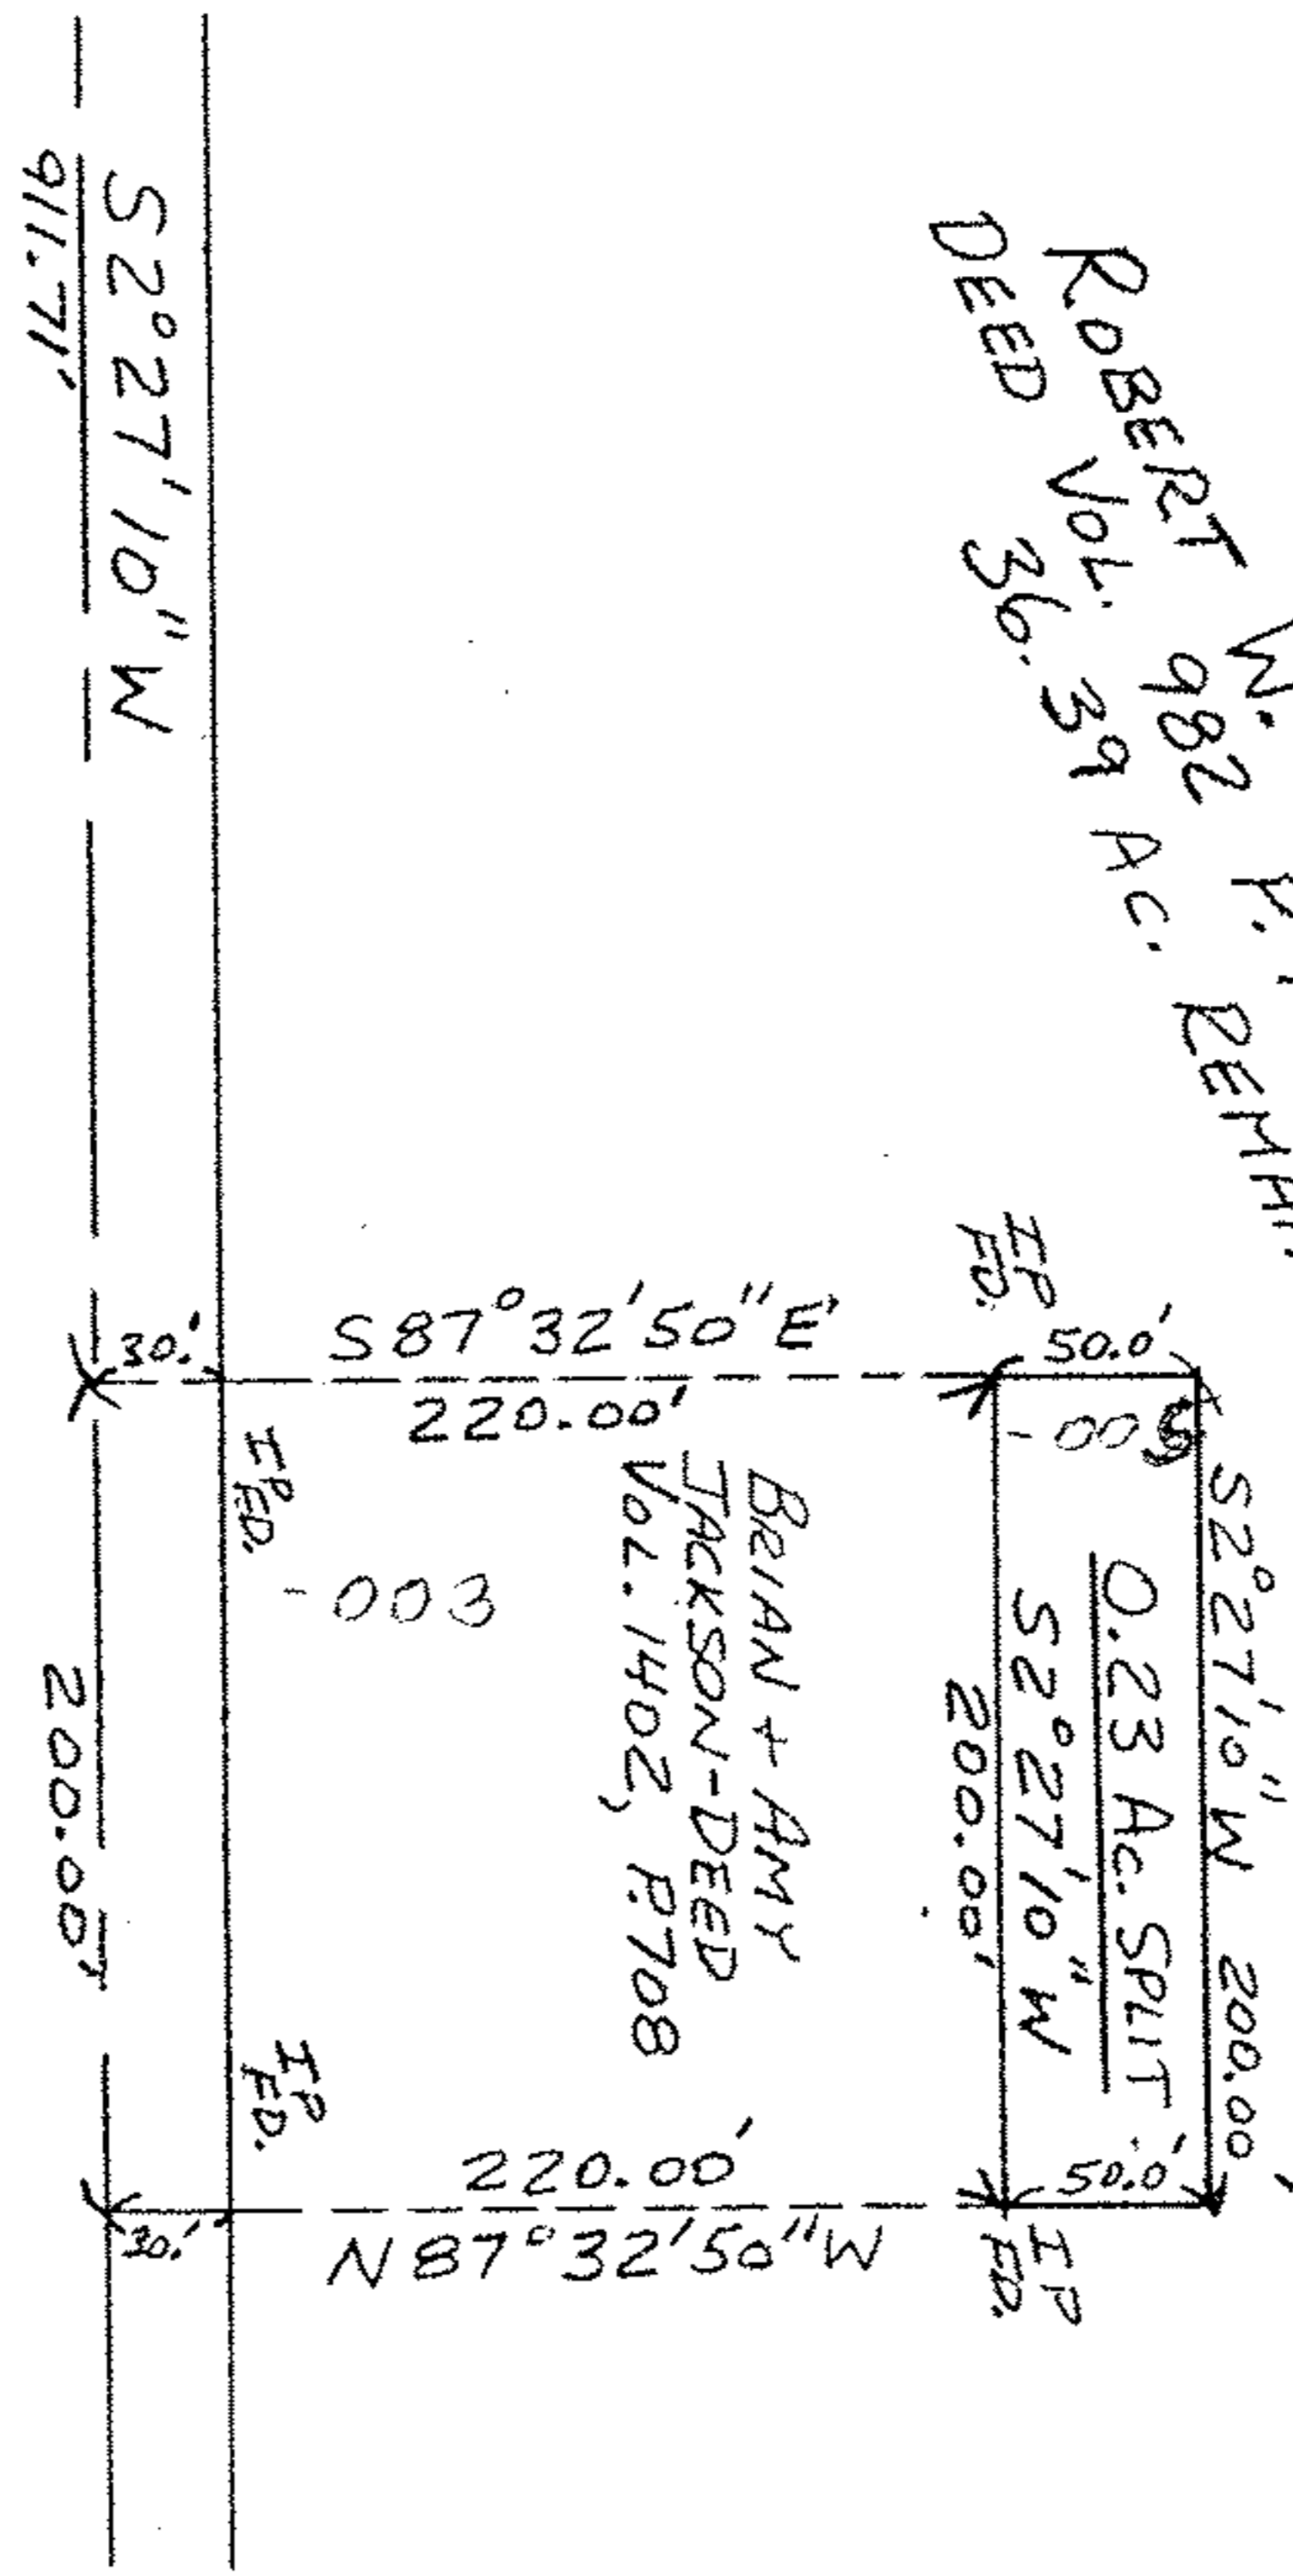 ROBERT W. P.
DEED VOL. 982
36.39 AC. REMA
S2°27'10"W
911.71'
IP
FD.
50.0'
30.'
S87°32'50"E
220.00'
-00
S2°27'10"W 200.00'
0.23 AC. SPLIT
S2°27'10"W
200.00'
IP
FD.
-003
BRIAN + AMY
JACKSON-DEED
VOL. 1402, P.708
200.00'
IP
FD.
220.00'
N87°32'50"W
30.'
50.0'
IP
FD.